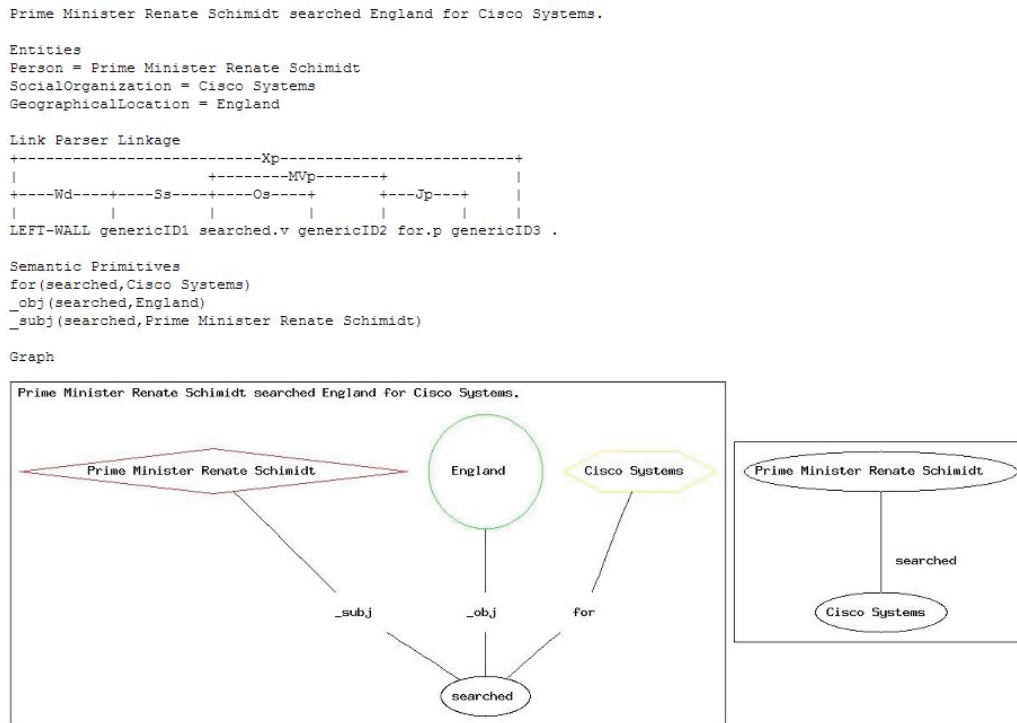 Prime Minister Renate Schimidt searched England for Cisco Systems.
Entities
Person = Prime Minister Renate Schimidt
SocialOrganization = Cisco Systems
GeographicalLocation = England
Link Parser Linkage
+---------------------------Xp--------------------------+
|                     +--------MVp-------+              |
+----Wd----+----Ss----+----Os----+       +---Jp---+     |
|          |          |          |       |        |     |
LEFT-WALL genericID1 searched.v genericID2 for.p genericID3 .
Semantic Primitives
for(searched,Cisco Systems)
_obj(searched,England)
_subj(searched,Prime Minister Renate Schimidt)
Graph
Prime Minister Renate Schimidt searched England for Cisco Systems.
Prime Minister Renate Schimidt England Cisco Systems
_subj _obj for
searched
Prime Minister Renate Schimidt
searched
Cisco Systems